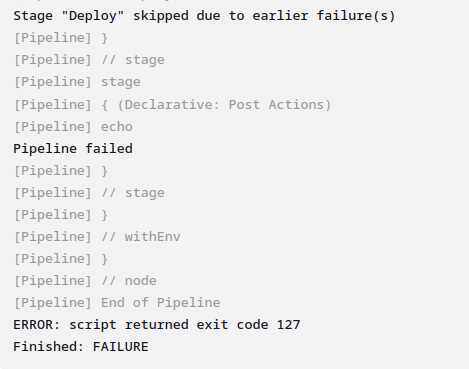 Stage "Deploy" skipped due to earlier failure(s)
[Pipeline] }
[Pipeline] // stage
[Pipeline] stage
[Pipeline] { (Declarative: Post Actions)
[Pipeline] echo
Pipeline failed
[Pipeline] }
[Pipeline] // stage
[Pipeline] }
[Pipeline] // withEnv
[Pipeline] }
[Pipeline] // node
[Pipeline] End of Pipeline
ERROR: script returned exit code 127
Finished: FAILURE